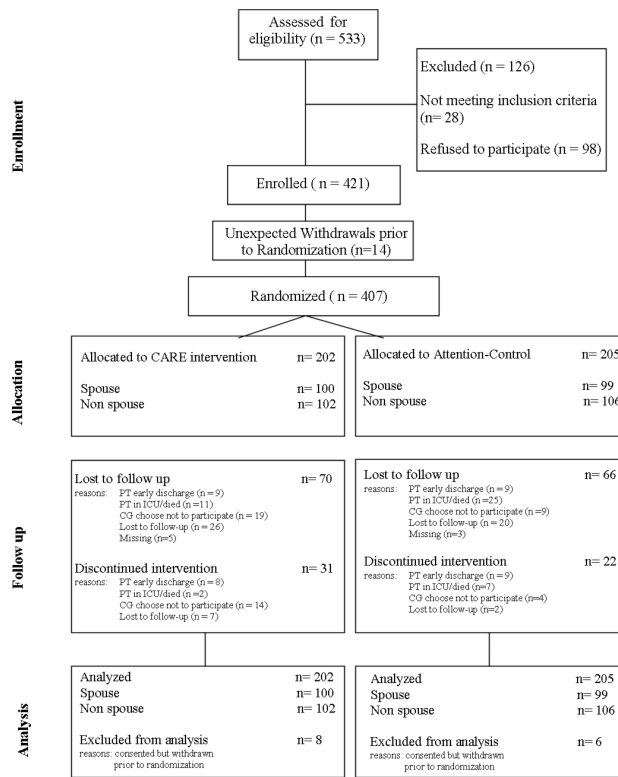 Assessed for
eligibility (n = 533)
Excluded (n = 126)
Not meeting inclusion criteria
(n= 28)
Refused to participate (n = 98)
Enrollment
Enrolled ( n = 421)
Unexpected Withdrawals prior
to Randomization (n=14)
Randomized ( n = 407)
Allocation
Allocated to CARE intervention n= 202
Spouse n= 100
Non spouse n= 102
Allocated to Attention-Control n= 205
Spouse n= 99
Non spouse n= 106
Follow up
Lost to follow up n= 70
reasons: PT early discharge (n = 9)
PT in ICU/died (n =11)
CG choose not to participate (n = 19)
Lost to follow-up (n = 26)
Missing (n=5)
Discontinued intervention n= 31
reasons: PT early discharge (n = 8)
PT in ICU/died (n =2)
CG choose not to participate (n = 14)
Lost to follow-up (n = 7)
Lost to follow up n= 66
reasons: PT early discharge (n = 9)
PT in ICU/died (n =25)
CG choose not to participate (n=9)
Lost to follow-up (n = 20)
Missing (n=3)
Discontinued intervention n= 22
reasons: PT early discharge (n = 9)
PT in ICU/died (n=7)
CG choose not to participate (n=4)
Lost to follow-up (n=2)
Analysis
Analyzed n= 202
Spouse n= 100
Non spouse n= 102
Excluded from analysis n= 8
reasons: consented but withdrawn
prior to randomization
Analyzed n= 205
Spouse n= 99
Non spouse n= 106
Excluded from analysis n= 6
reasons: consented but withdrawn
prior to randomization